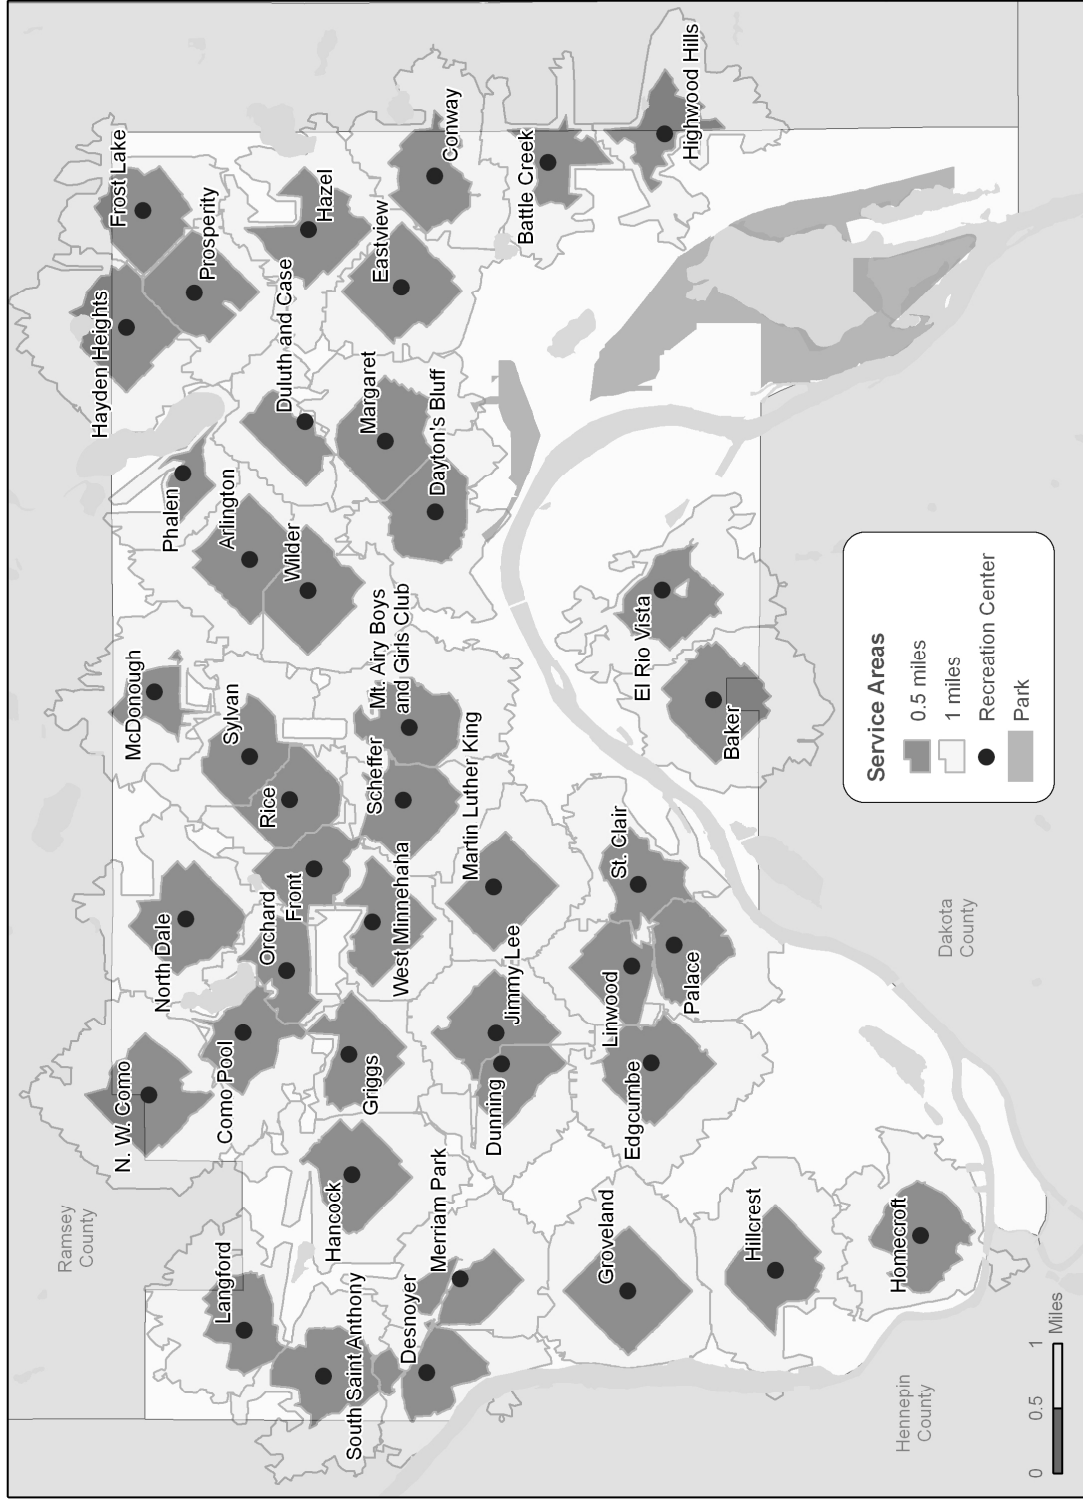 Ramsey
County
Langford
South Saint Anthony
Desnoyer
Merriam Park
Hancock
N. W. Como
Como Pool
Griggs
North Dale
Orchard
Front
West Minnehaha
McDonough
Sylvan
Rice
Scheffer
Mt. Airy Boys
and Girls Club
Martin Luther King
Jimmy Lee
Dunning
Phalen
Arlington
Wilder
Hayden Heights
Frost Lake
Prosperity
Hazel
Duluth and Case
Eastview
Margaret
Dayton's Bluff
Conway
Battle Creek
Highwood Hills
Groveland
Edgcumbe
Linwood
St. Clair
Palace
El Rio Vista
Baker
Hillcrest
Homecroft
Hennepin
County
Dakota
County
Service Areas
0.5 miles
1 miles
Recreation Center
Park
0 0.5 1
Miles